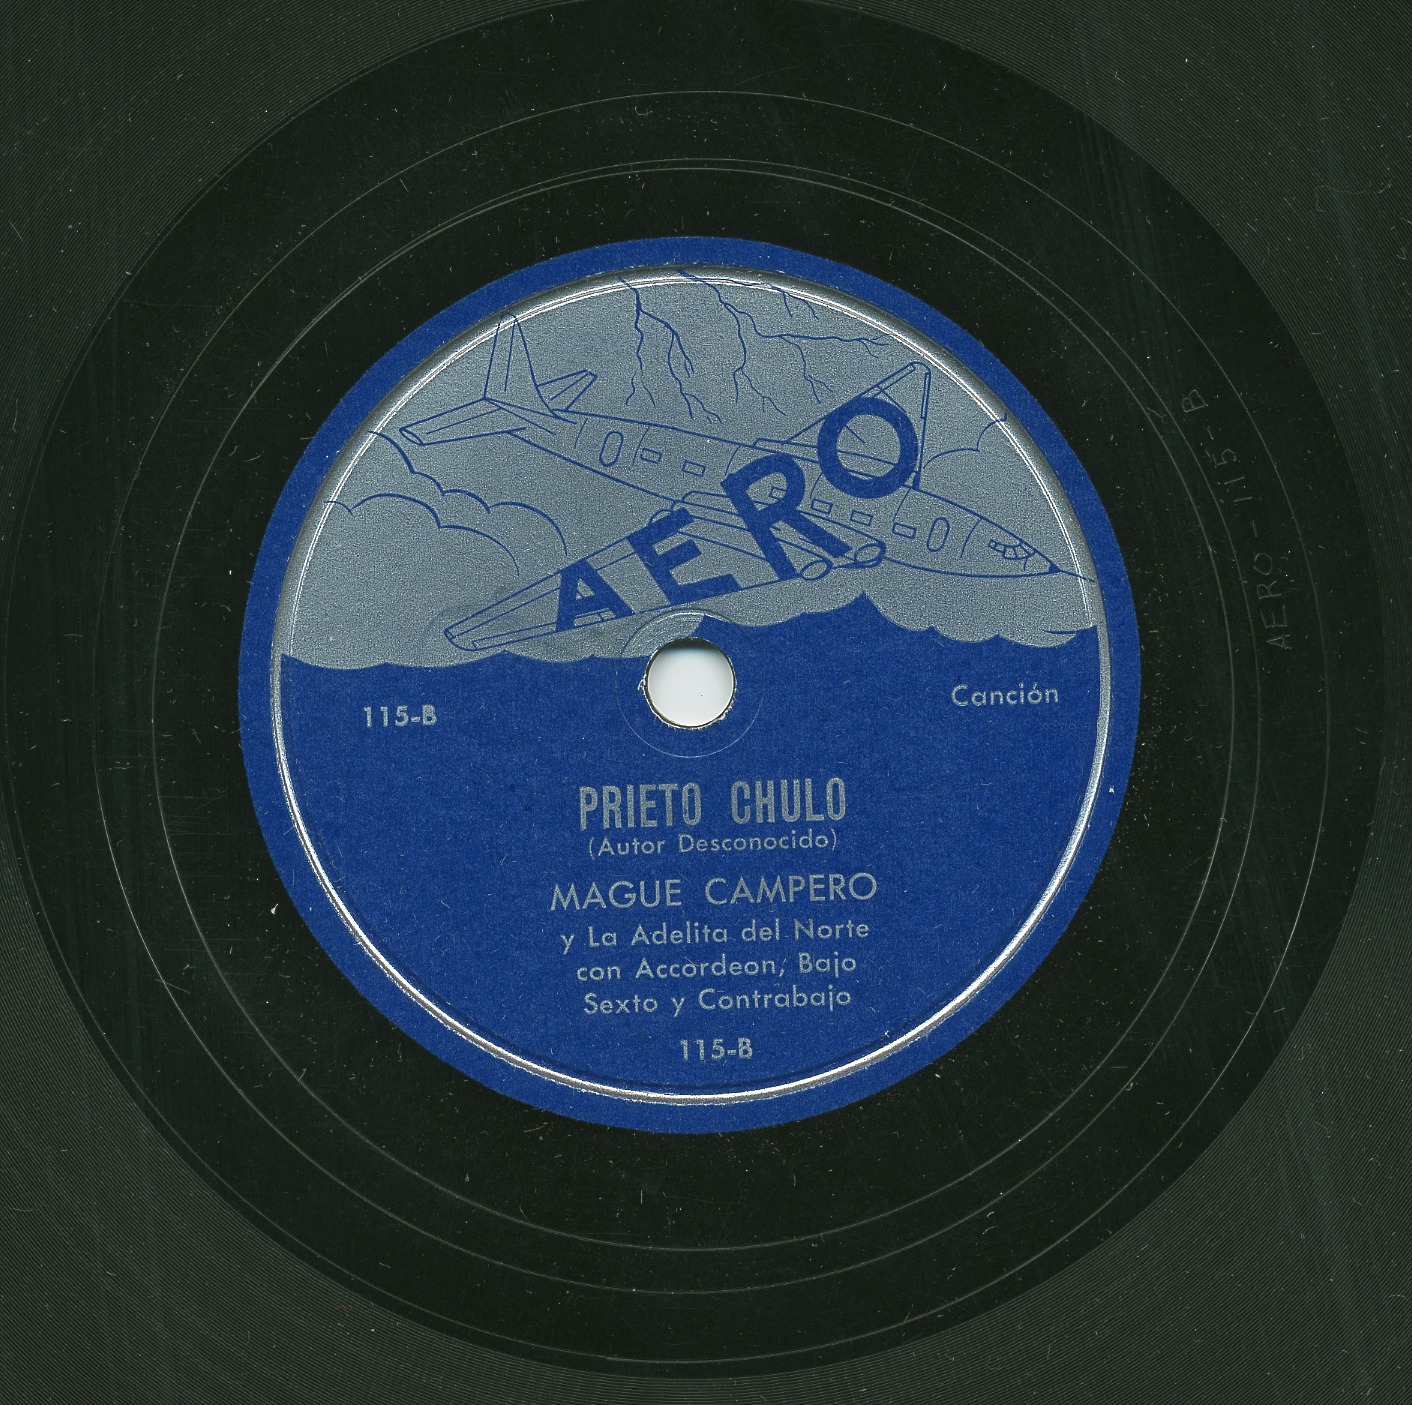 AERO
115-B
Canción
PRIETO CHULO
(Autor Desconocido)
MAGUE CAMPERO
y La Adelita del Norte
con Accordeon, Bajo
Sexto y Contrabajo
115-B
AERO-115-B